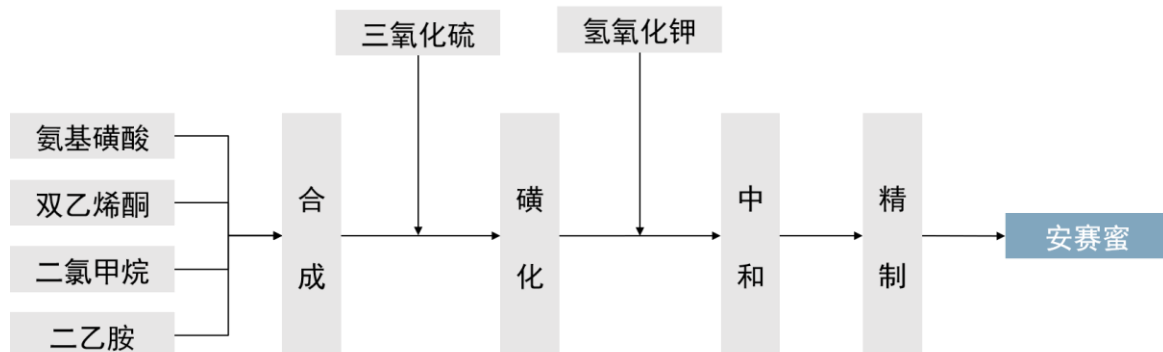 三氧化硫
氢氧化钾
氨基磺酸
双乙烯酮
二氯甲烷
二乙胺
合成
磺化
中和
精制
安赛蜜